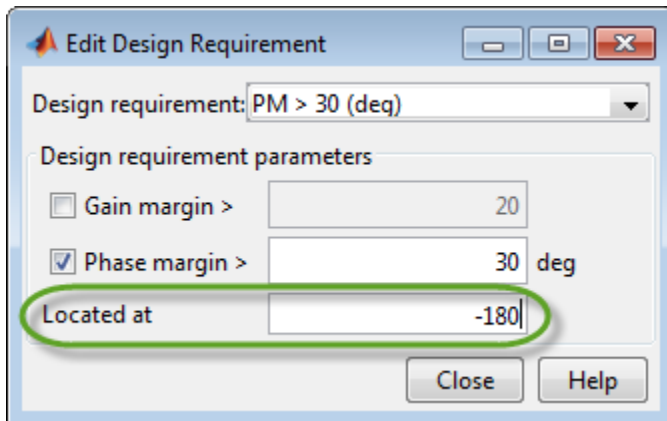 Edit Design Requirement
Design requirement: PM > 30 (deg)
Design requirement parameters
Gain margin > 20
Phase margin > 30 deg
Located at -180
Close Help